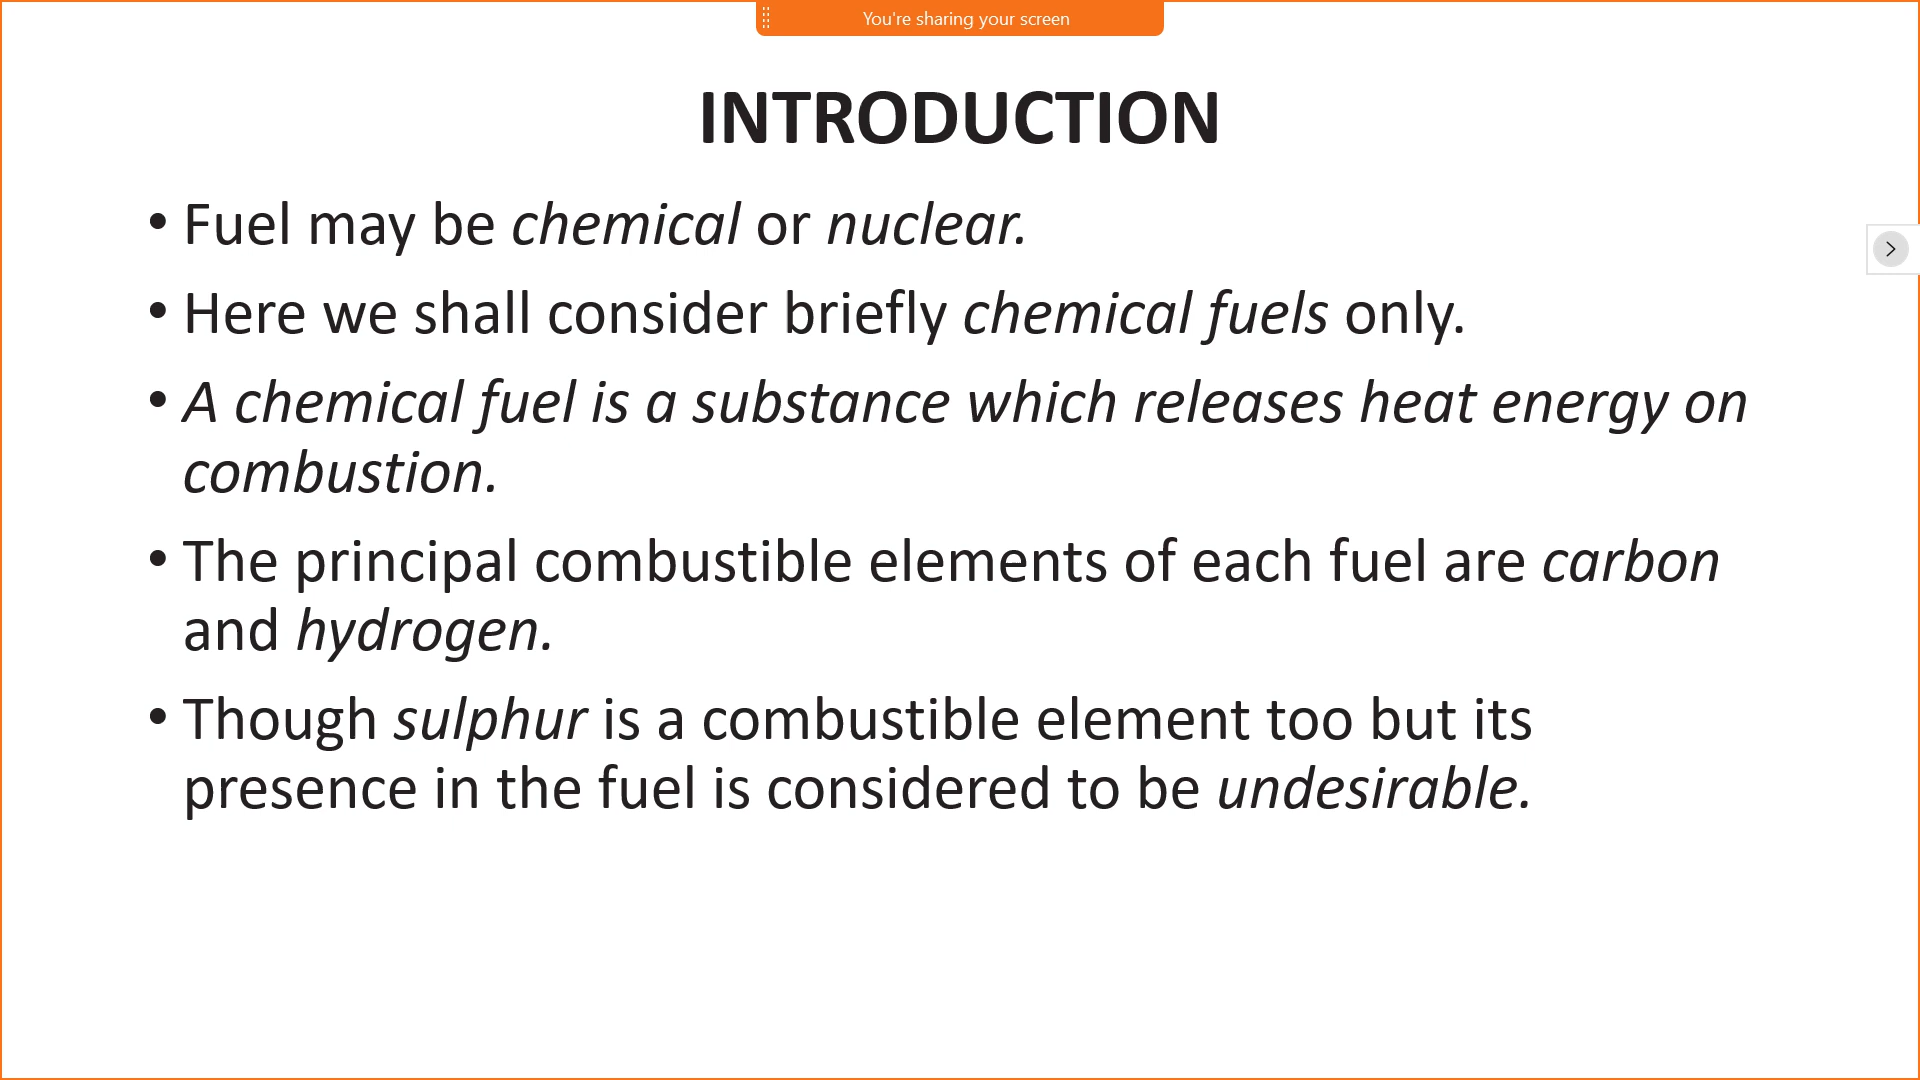 You're sharing your screen
INTRODUCTION
• Fuel may be chemical or nuclear.
• Here we shall consider briefly chemical fuels only.
• A chemical fuel is a substance which releases heat energy on
combustion.
• The principal combustible elements of each fuel are carbon
and hydrogen.
• Though sulphur is a combustible element too but its
presence in the fuel is considered to be undesirable.